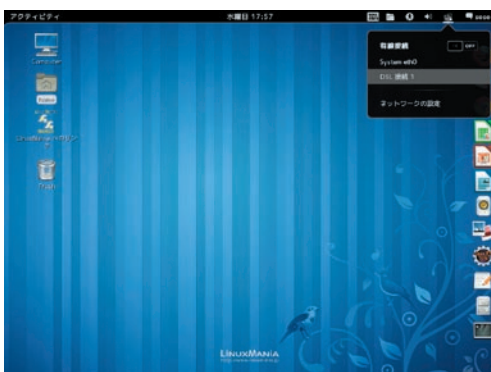 アクティビティ
水曜日 17:57
有線接続
OFF
System eth0
DSL 接続 1
ネットワークの設定
Computer
Home
LINUXMANIA